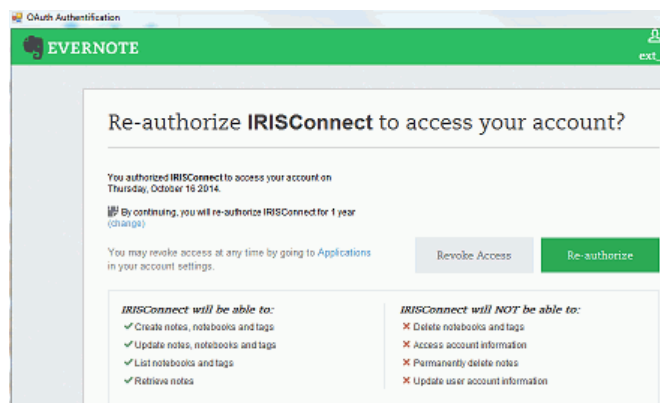 OAuth Authentification
EVERNOTE
ext_
Re-authorize IRISConnect to access your account?
You authorized IRISConnect to access your account on
Thursday, October 16 2014.
By continuing, you will re-authorize IRISConnect for 1 year
(change)
You may revoke access at any time by going to Applications
in your account settings.
Revoke Access
Re-authorize
IRISConnect will be able to:
Create notes, notebooks and tags
Update notes, notebooks and tags
List notebooks and tags
Retrieve notes
IRISConnect will NOT be able to:
Delete notebooks and tags
Access account information
Permanently delete notes
Update user account information